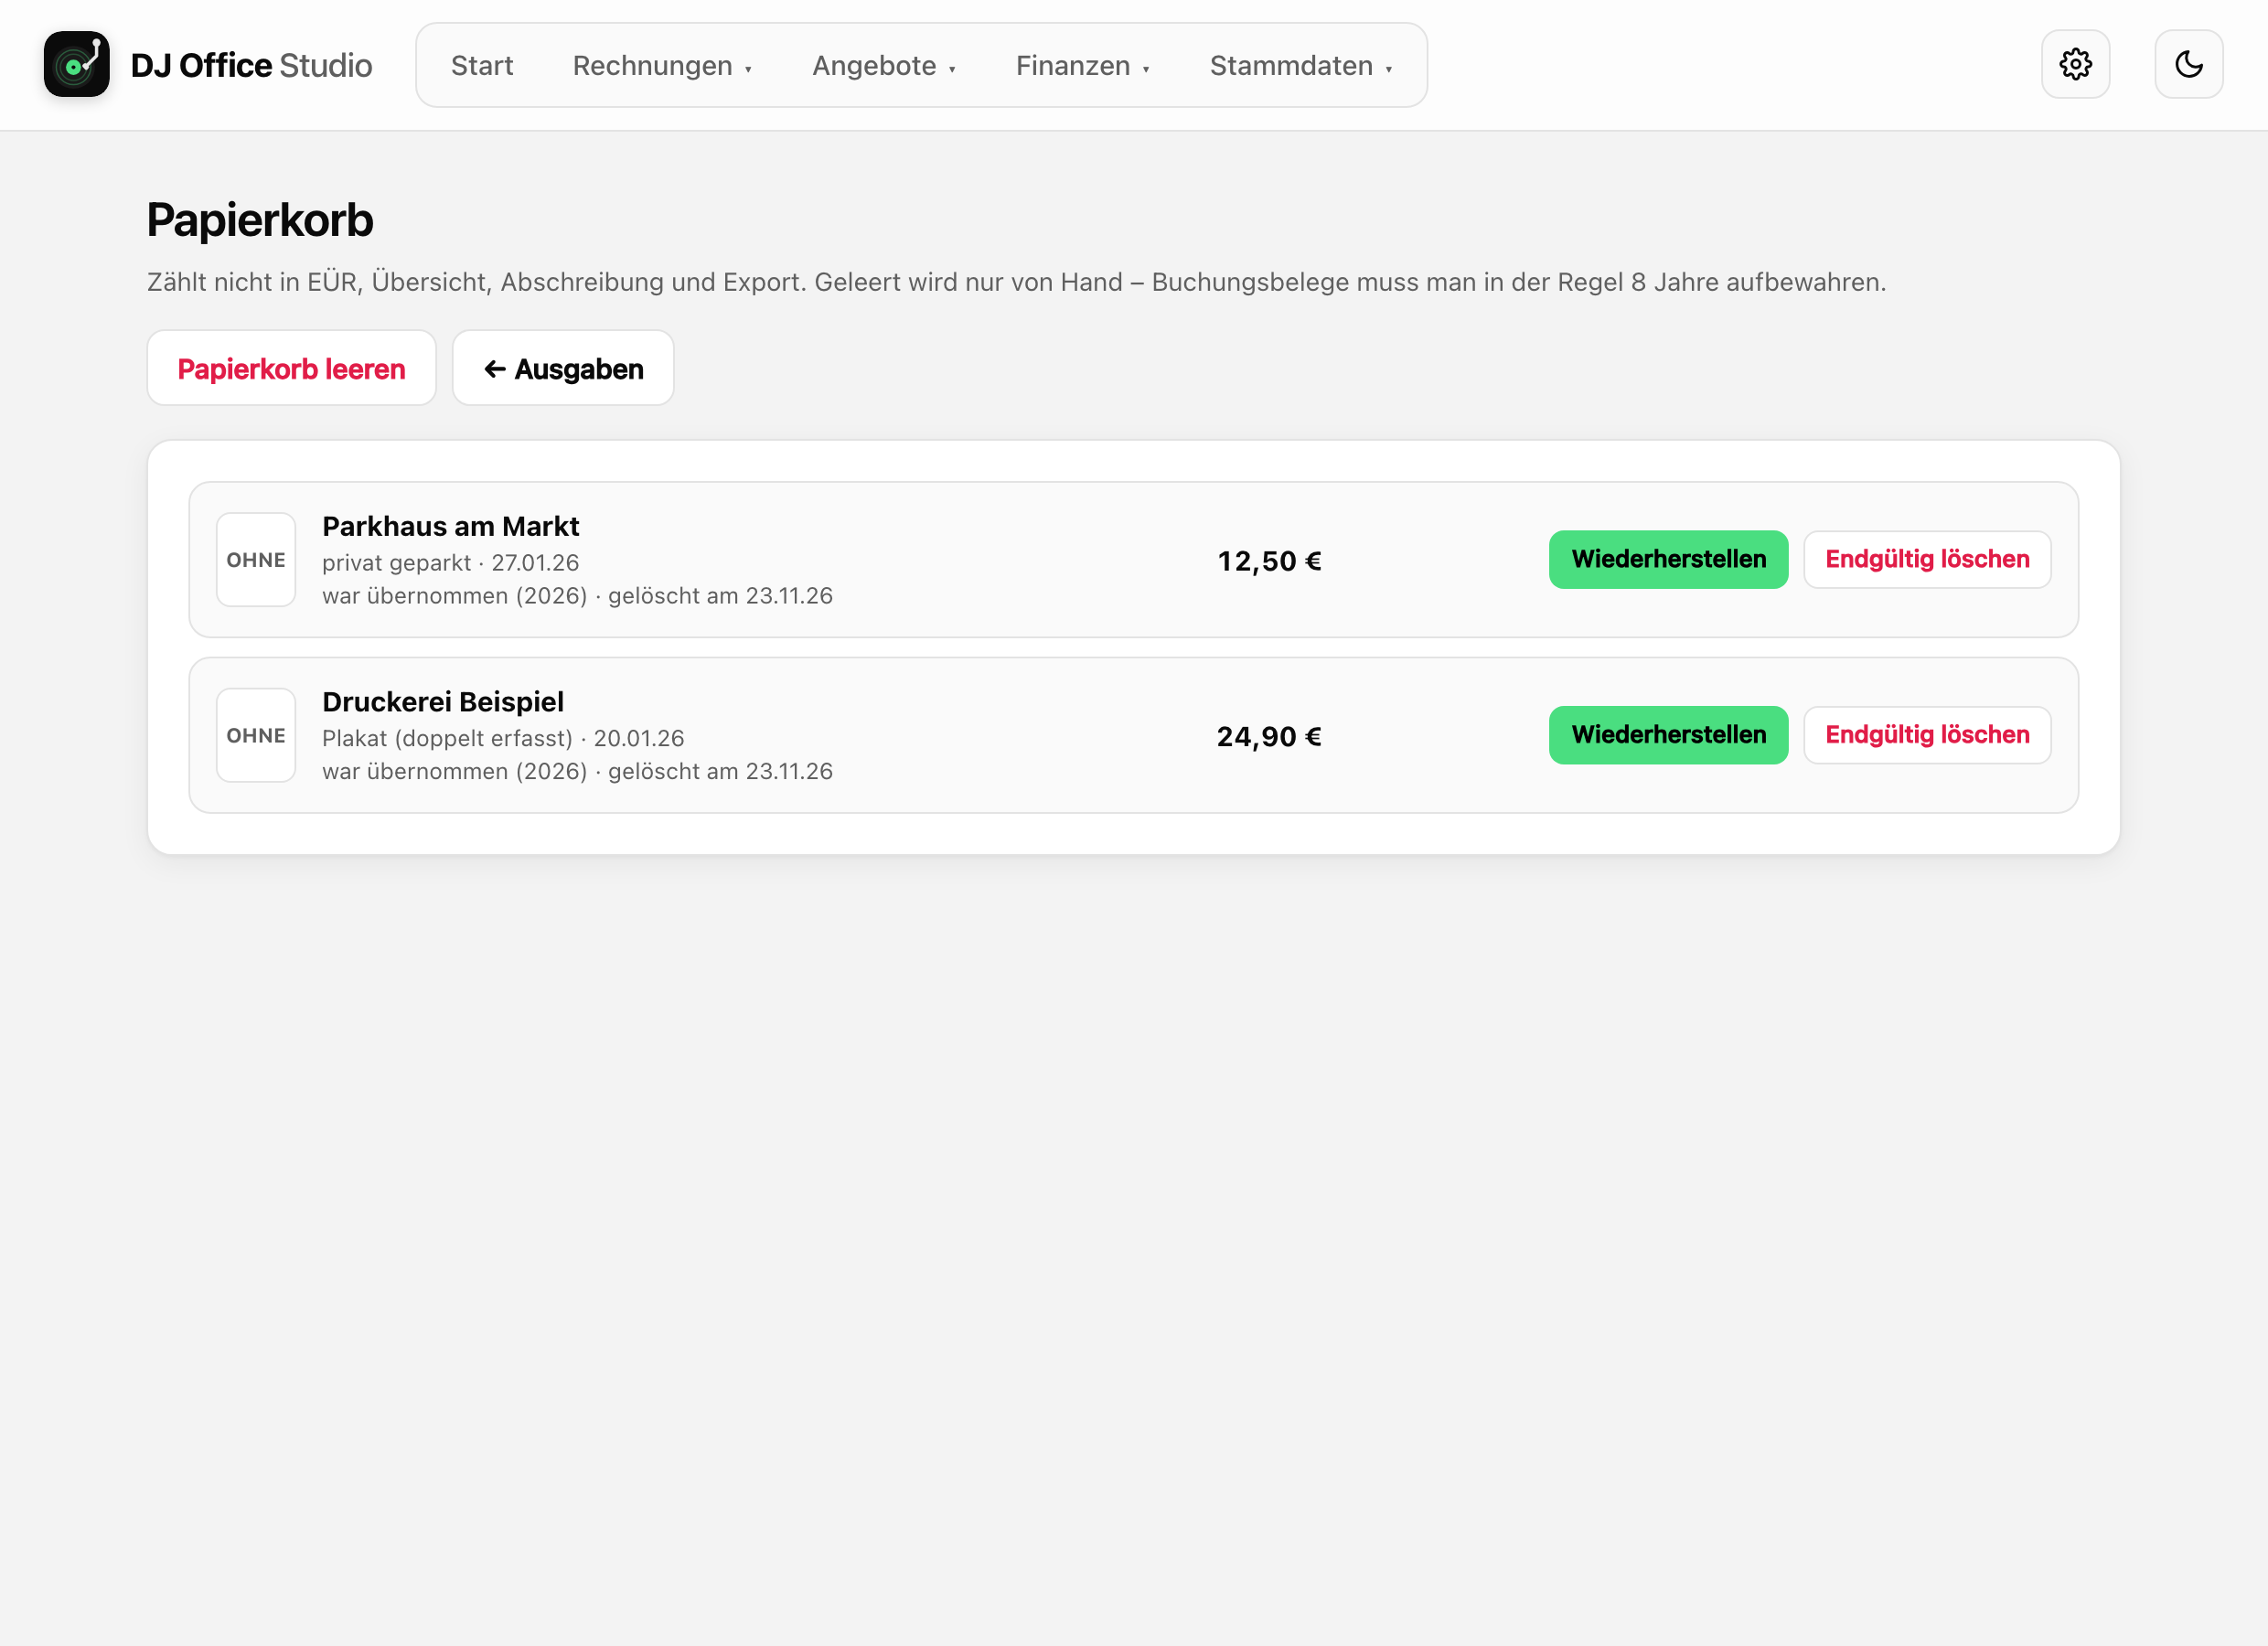 DJ Office Studio
Start
Rechnungen ▾
Angebote ▾
Finanzen ▾
Stammdaten ▾
Papierkorb
Zählt nicht in EÜR, Übersicht, Abschreibung und Export. Geleert wird nur von Hand – Buchungsbelege muss man in der Regel 8 Jahre aufbewahren.
Papierkorb leeren
← Ausgaben
OHNE
Parkhaus am Markt
privat geparkt · 27.01.26
war übernommen (2026) · gelöscht am 23.11.26
12,50 €
Wiederherstellen
Endgültig löschen
OHNE
Druckerei Beispiel
Plakat (doppelt erfasst) · 20.01.26
war übernommen (2026) · gelöscht am 23.11.26
24,90 €
Wiederherstellen
Endgültig löschen